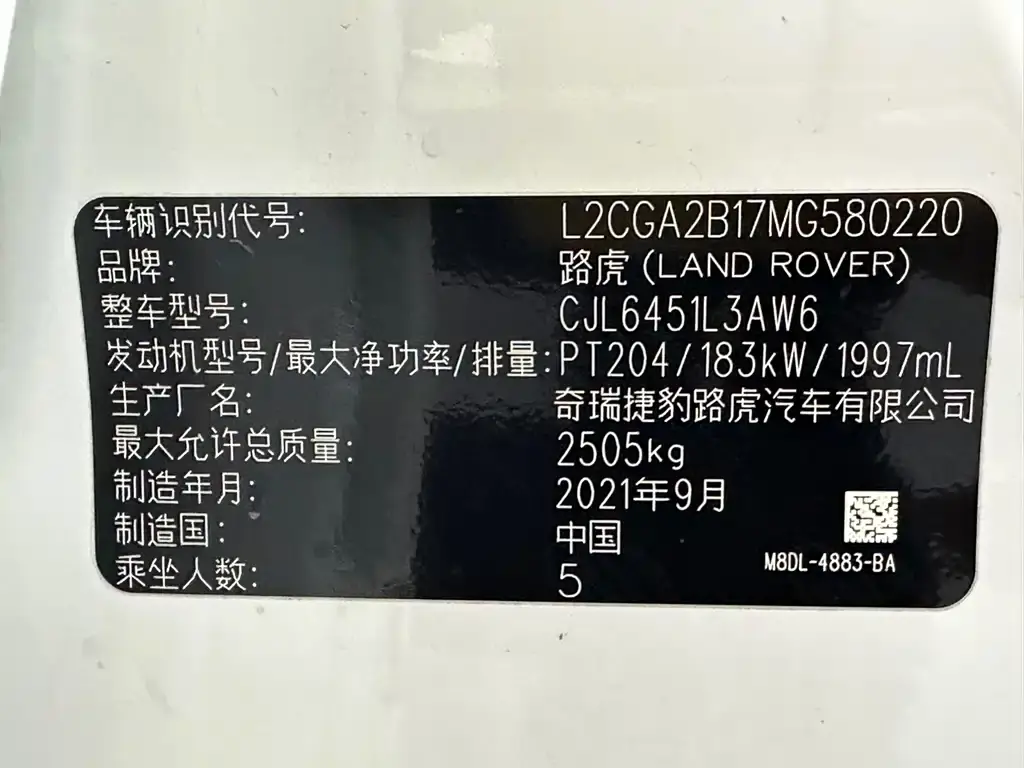 车辆识别代号: L2CGA2B17MG580220
品牌: 路虎(LAND ROVER)
整车型号: CJL6451L3AW6
发动机型号/最大净功率/排量: PT204/183kW/1997mL
生产厂名: 奇瑞捷豹路虎汽车有限公司
最大允许总质量: 2505kg
制造年月: 2021年9月
制造国: 中国
乘坐人数: 5
M8DL-4883-BA